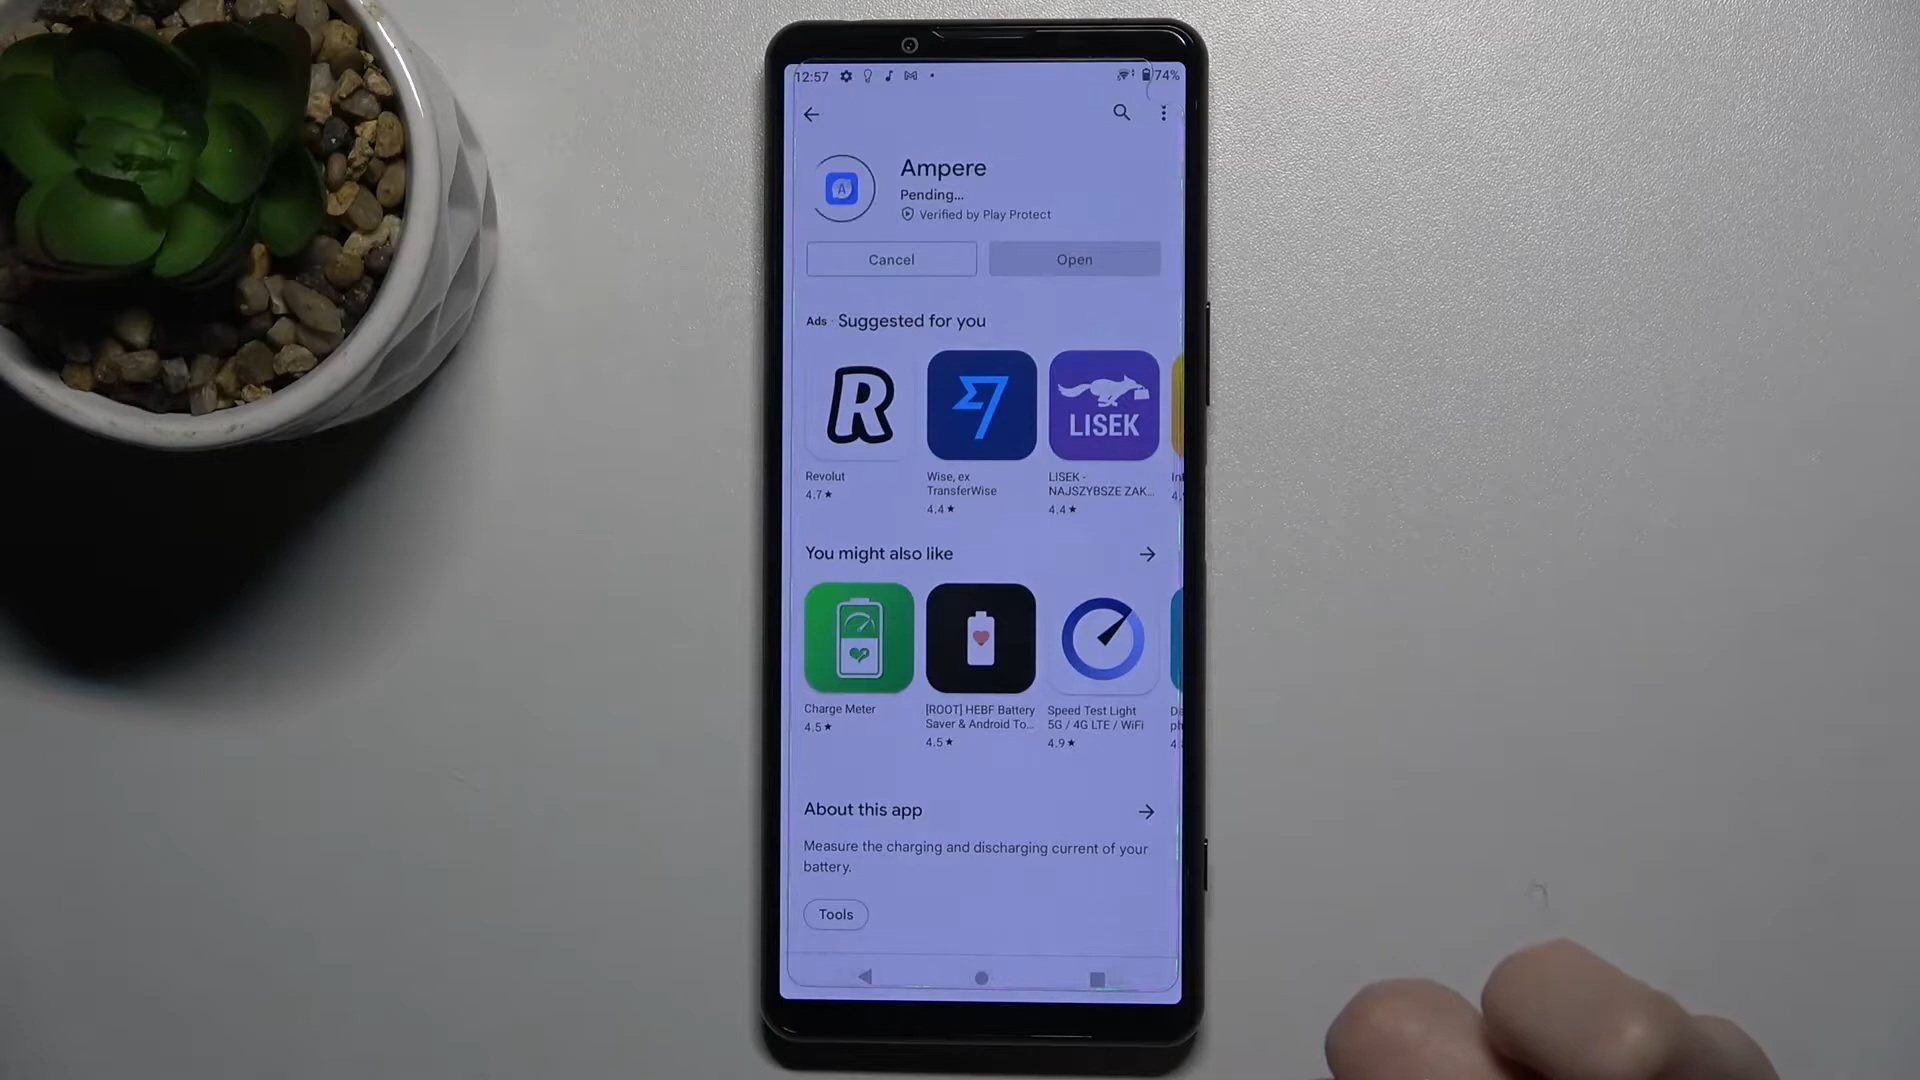 12:57 74%
Ampere
Pending...
Verified by Play Protect
Cancel Open
Ads · Suggested for you
R LISEK
Revolut
4.7★
Wise, ex
TransferWise
4.4★
LISEK -
NAJSZYBSZE ZAK...
4.4★
You might also like
Charge Meter
4.5★
[ROOT] HEBF Battery
Saver & Android To...
4.5★
Speed Test Light
5G / 4G LTE / WiFi
4.9★
About this app
Measure the charging and discharging current of your
battery.
Tools